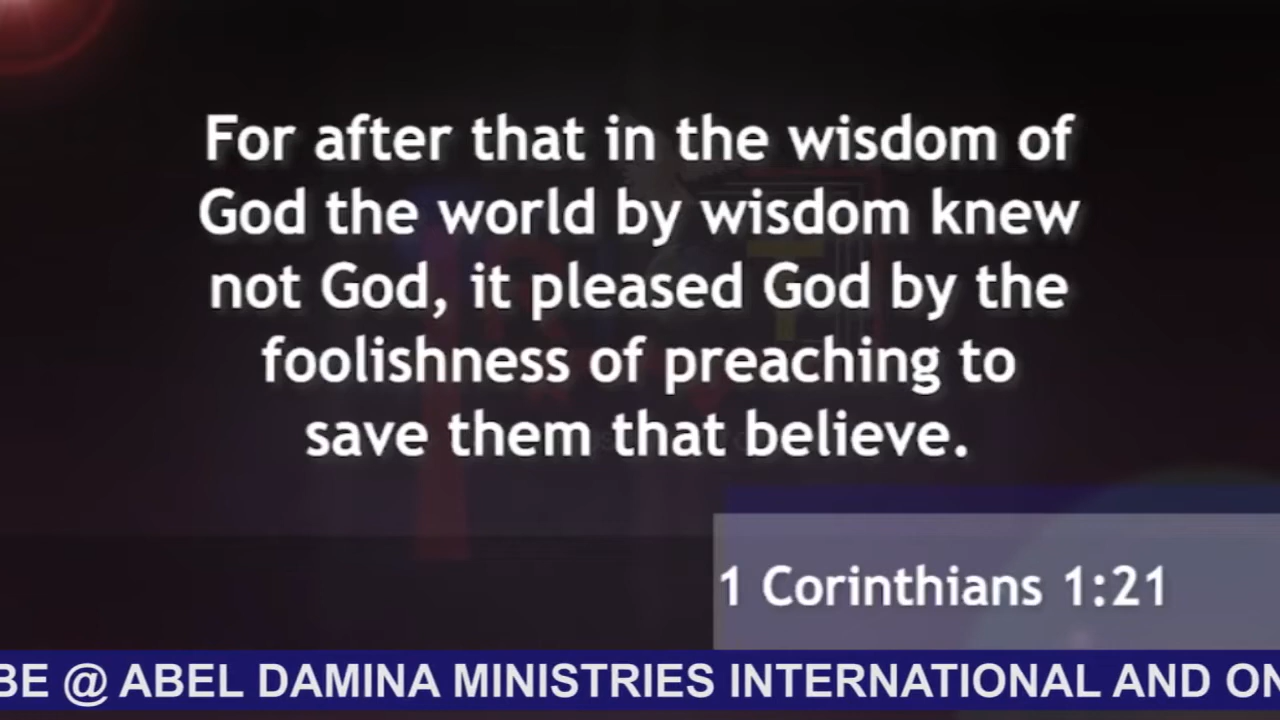 For after that in the wisdom of
God the world by wisdom knew
not God, it pleased God by the
foolishness of preaching to
save them that believe.
1 Corinthians 1:21
BE @ ABEL DAMINA MINISTRIES INTERNATIONAL AND ON